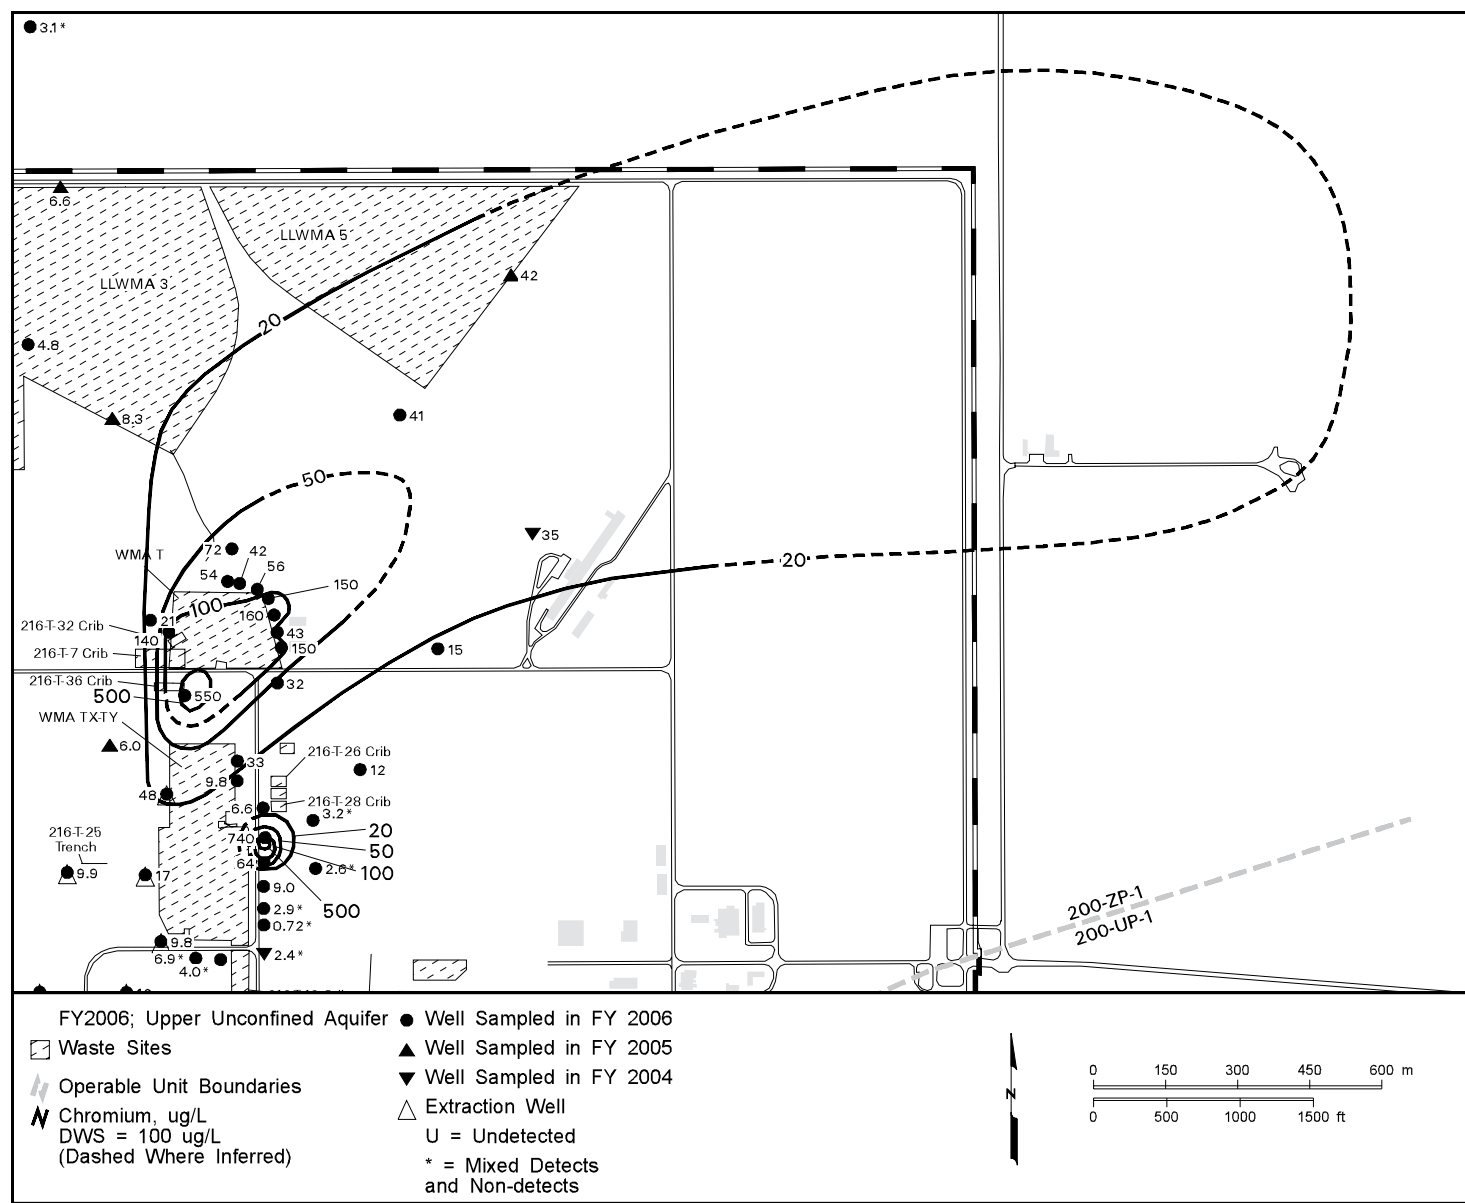 3.1 *
6.6
LLWMA 5
LLWMA 3
42
20
4.8
8.3
41
50
35
72
42
WMA T
54
56
150
20
100
160
21
216-T-32 Crib
43
140
150
15
216-T-7 Crib
216-T-36 Crib
32
500
550
WMA TX-TY
6.0
33
216-T-26 Crib
12
9.8
48
6.6
216-T-28 Crib
3.2 *
20
216-T-25
Trench
740
50
64
2.6 *
100
9.9
17
9.0
2.9 *
500
0.72 *
200-ZP-1
200-UP-1
9.8
6.9 *
2.4 *
4.0 *
FY2006; Upper Unconfined Aquifer
Waste Sites
Operable Unit Boundaries
Chromium, ug/L
DWS = 100 ug/L
(Dashed Where Inferred)
Well Sampled in FY 2006
Well Sampled in FY 2005
Well Sampled in FY 2004
Extraction Well
U = Undetected
* = Mixed Detects
and Non-detects
N
0 150 300 450 600 m
0 500 1000 1500 ft